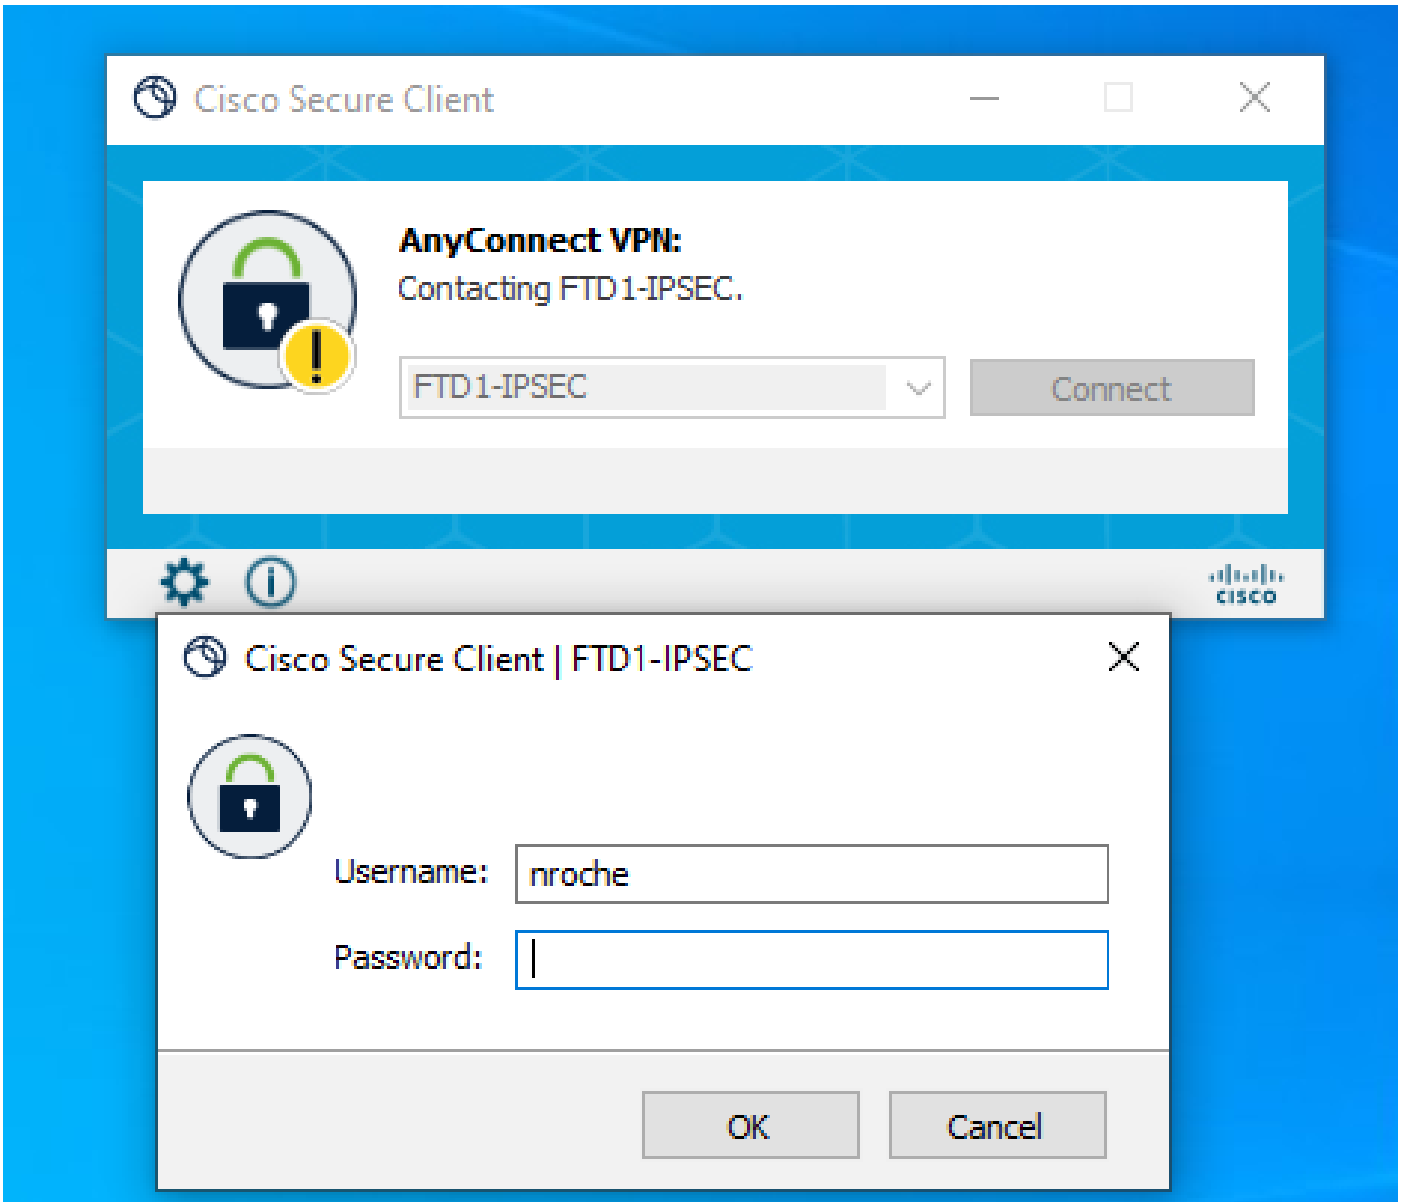 Cisco Secure Client
AnyConnect VPN:
Contacting FTD1-IPSEC.
FTD1-IPSEC
Connect
CISCO
Cisco Secure Client | FTD1-IPSEC
Username: nroche
Password:
OK Cancel